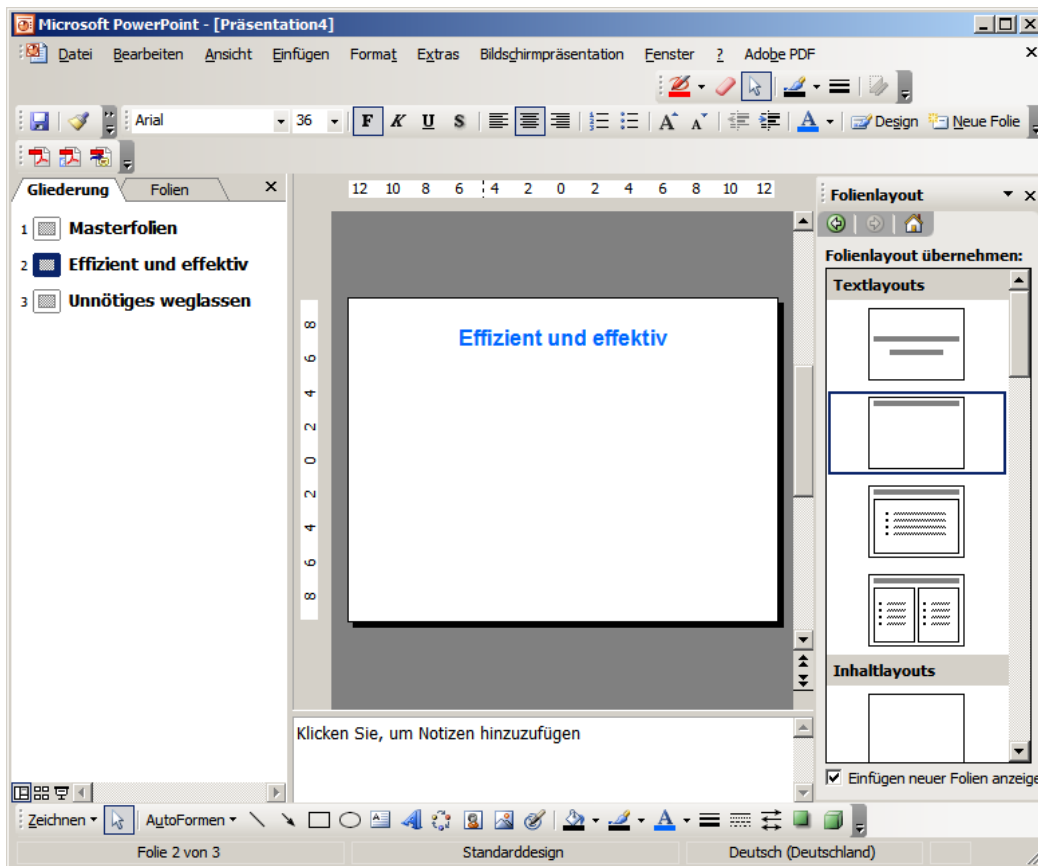 Microsoft PowerPoint - [Präsentation4]
Datei Bearbeiten Ansicht Einfügen Format Extras Bildschirmpräsentation Fenster ? Adobe PDF
Arial 36 F K U S A A A Design Neue Folie
Gliederung Folien
12 10 8 6 4 2 0 2 4 6 8 10 12
Folienlayout
Folienlayout übernehmen:
Textlayouts
1 Masterfolien
2 Effizient und effektiv
3 Unnötiges weglassen
8
6
4
2
0
2
4
6
8
Effizient und effektiv
Inhaltlayouts
Klicken Sie, um Notizen hinzuzufügen
Einfügen neuer Folien anzeige
Zeichnen AutoFormen A
Folie 2 von 3 Standarddesign Deutsch (Deutschland)